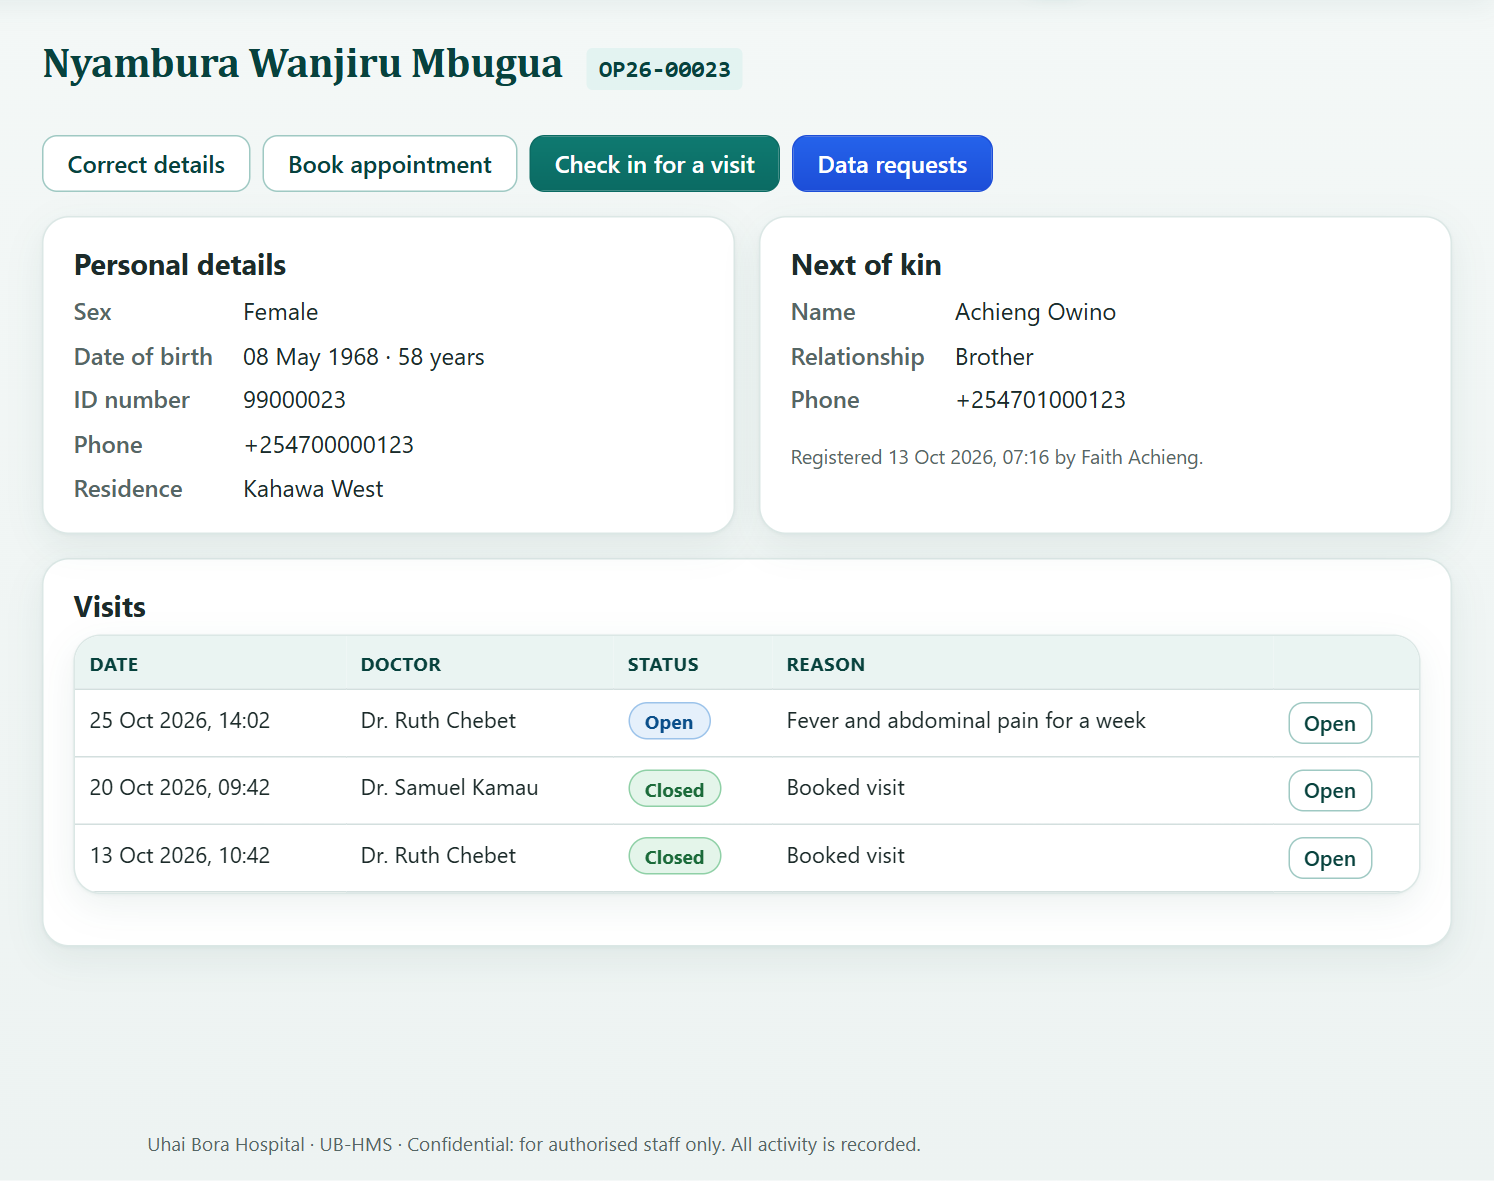 Nyambura Wanjiru Mbugua OP26-00023
Correct details Book appointment Check in for a visit Data requests
Personal details
Sex Female
Date of birth 08 May 1968 · 58 years
ID number 99000023
Phone +254700000123
Residence Kahawa West
Next of kin
Name Achieng Owino
Relationship Brother
Phone +254701000123
Registered 13 Oct 2026, 07:16 by Faith Achieng.
Visits
DATE DOCTOR STATUS REASON
25 Oct 2026, 14:02 Dr. Ruth Chebet Open Fever and abdominal pain for a week Open
20 Oct 2026, 09:42 Dr. Samuel Kamau Closed Booked visit Open
13 Oct 2026, 10:42 Dr. Ruth Chebet Closed Booked visit Open
Uhai Bora Hospital · UB-HMS · Confidential: for authorised staff only. All activity is recorded.